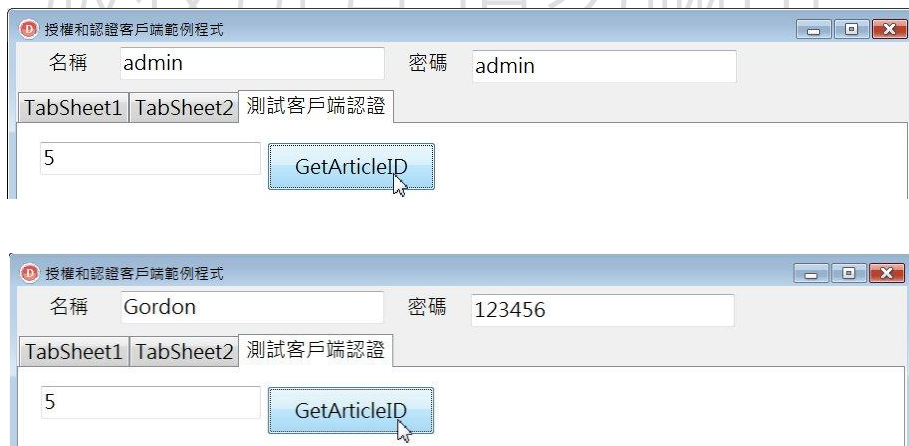 授權和認證客戶端範例程式
名稱 admin 密碼 admin
TabSheet1 TabSheet2 測試客戶端認證
5 GetArticleID
授權和認證客戶端範例程式
名稱 Gordon 密碼 123456
TabSheet1 TabSheet2 測試客戶端認證
5 GetArticleID